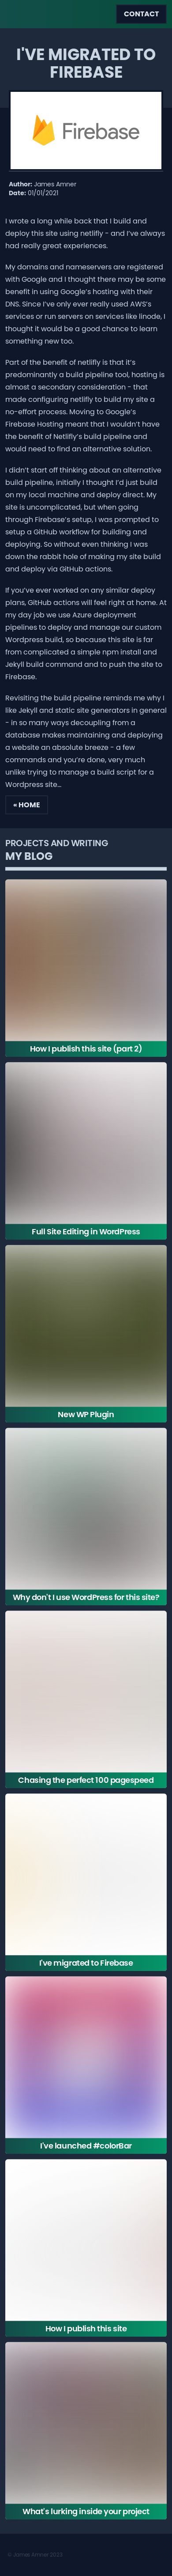 CONTACT
I'VE MIGRATED TO
FIREBASE
Firebase
Author: James Amner
Date: 01/01/2021
I wrote a long while back that I build and
deploy this site using netlify - and I've always
had really great experiences.
My domains and nameservers are registered
with Google and I thought there may be some
benefit in using Google's hosting with their
DNS. Since I've only ever really used AWS's
services or run servers on services like linode, I
thought it would be a good chance to learn
something new too.
Part of the benefit of netlifly is that it's
predominantly a build pipeline tool, hosting is
almost a secondary consideration - that
made configuring netlify to build my site a
no-effort process. Moving to Google's
Firebase Hosting meant that I wouldn't have
the benefit of Netlifly's build pipeline and
would need to find an alternative solution.
I didn't start off thinking about an alternative
build pipeline, initially I thought I'd just build
on my local machine and deploy direct. My
site is uncomplicated, but when going
through Firebase's setup, I was prompted to
setup a GitHub workflow for building and
deploying. So without even thinking I was
down the rabbit hole of making my site build
and deploy via GitHub actions.
If you've ever worked on any similar deploy
plans, GitHub actions will feel right at home. At
my day job we use Azure deployment
pipelines to deploy and manage our custom
Wordpress builds, so because this site is far
from complicated a simple npm install and
Jekyll build command and to push the site to
Firebase.
Revisiting the build pipeline reminds me why I
like Jekyll and static site generators in general
- in so many ways decoupling from a
database makes maintaining and deploying
a website an absolute breeze - a few
commands and you're done, very much
unlike trying to manage a build script for a
Wordpress site...
« HOME
PROJECTS AND WRITING
MY BLOG
How I publish this site (part 2)
Full Site Editing in WordPress
New WP Plugin
Why don't I use WordPress for this site?
Chasing the perfect 100 pagespeed
I've migrated to Firebase
I've launched #colorBar
How I publish this site
What's lurking inside your project
© James Amner 2023